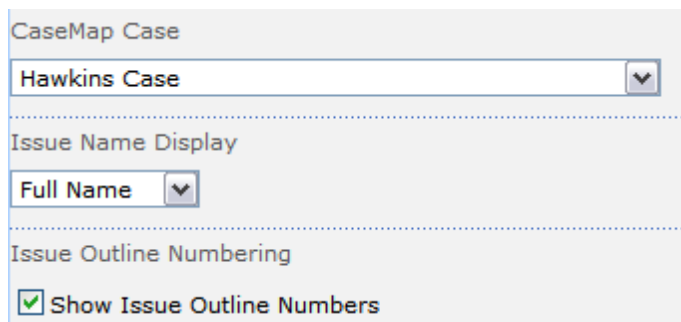 CaseMap Case
Hawkins Case
Issue Name Display
Full Name
Issue Outline Numbering
Show Issue Outline Numbers